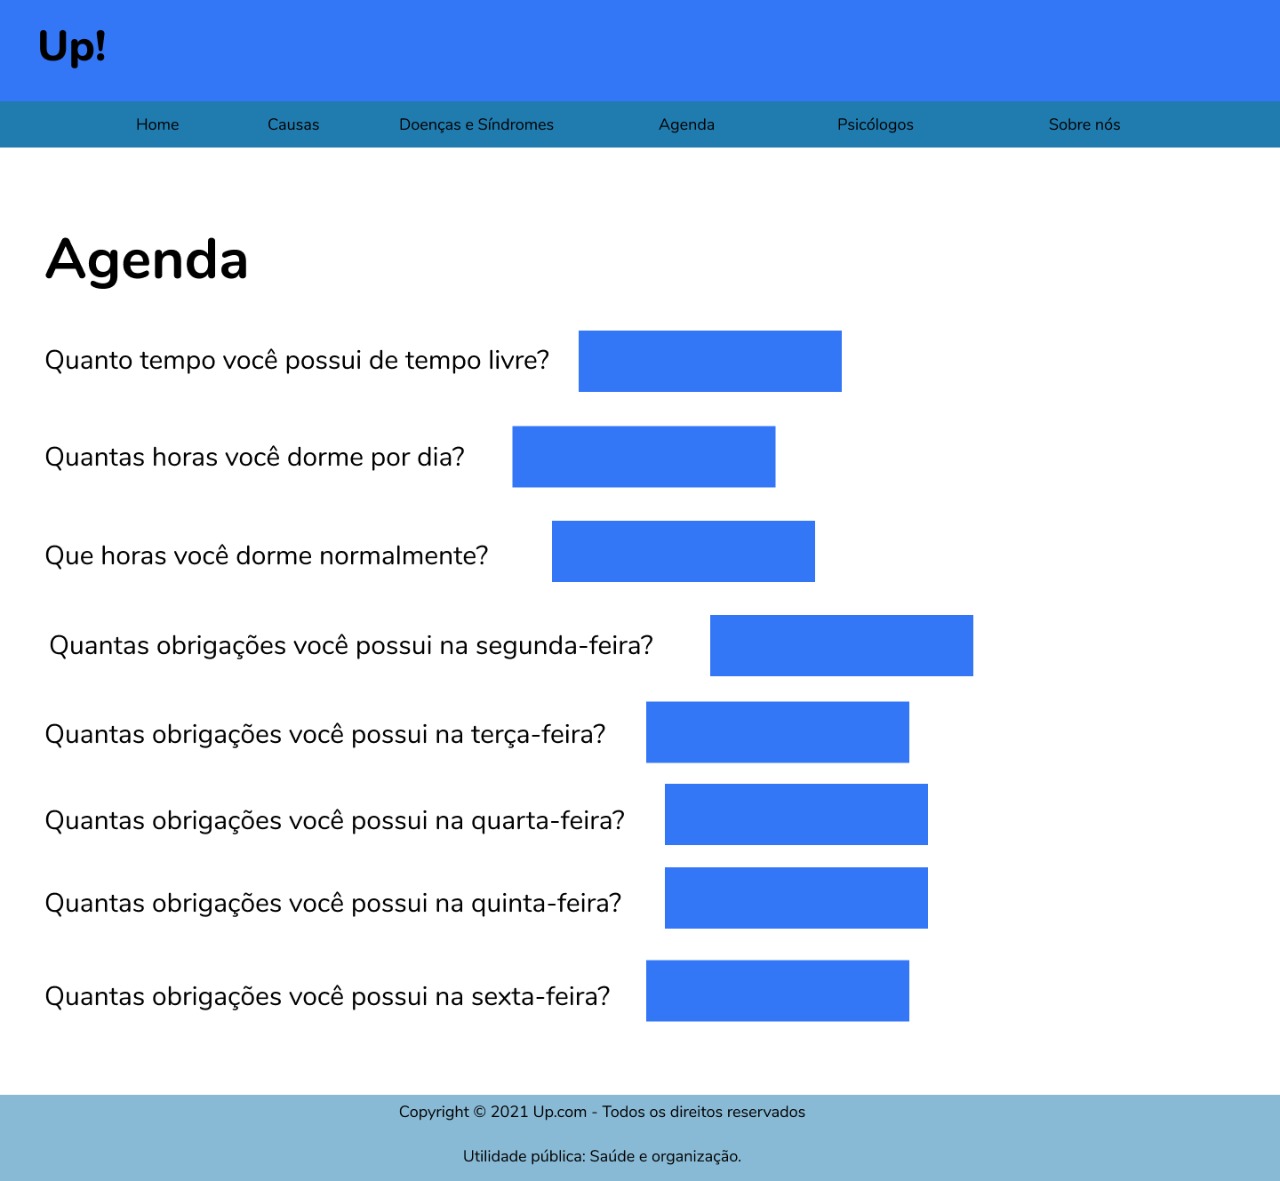 Up!
Home Causas Doenças e Síndromes Agenda Psicólogos Sobre nós
Agenda
Quanto tempo você possui de tempo livre?
Quantas horas você dorme por dia?
Que horas você dorme normalmente?
Quantas obrigações você possui na segunda-feira?
Quantas obrigações você possui na terça-feira?
Quantas obrigações você possui na quarta-feira?
Quantas obrigações você possui na quinta-feira?
Quantas obrigações você possui na sexta-feira?
Copyright © 2021 Up.com - Todos os direitos reservados
Utilidade pública: Saúde e organização.